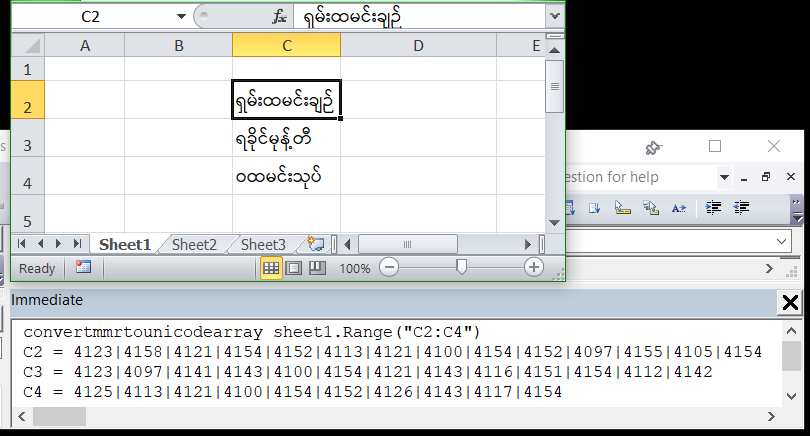 C2 fx ရှမ်းထမင်းချဉ်
A B C D E
1
2 ရှမ်းထမင်းချဉ်
3 ရခိုင်မုန့်တီ
4 ဝထမင်းသုပ်
5
Sheet1 Sheet2 Sheet3
Ready 100%
estion for help
Immediate
convertmmrtounicodearray sheet1.Range("C2:C4")
C2 = 4123|4158|4121|4154|4152|4113|4121|4100|4154|4152|4097|4155|4105|4154
C3 = 4123|4097|4141|4143|4100|4154|4121|4143|4116|4151|4154|4112|4142
C4 = 4125|4113|4121|4100|4154|4152|4126|4143|4117|4154